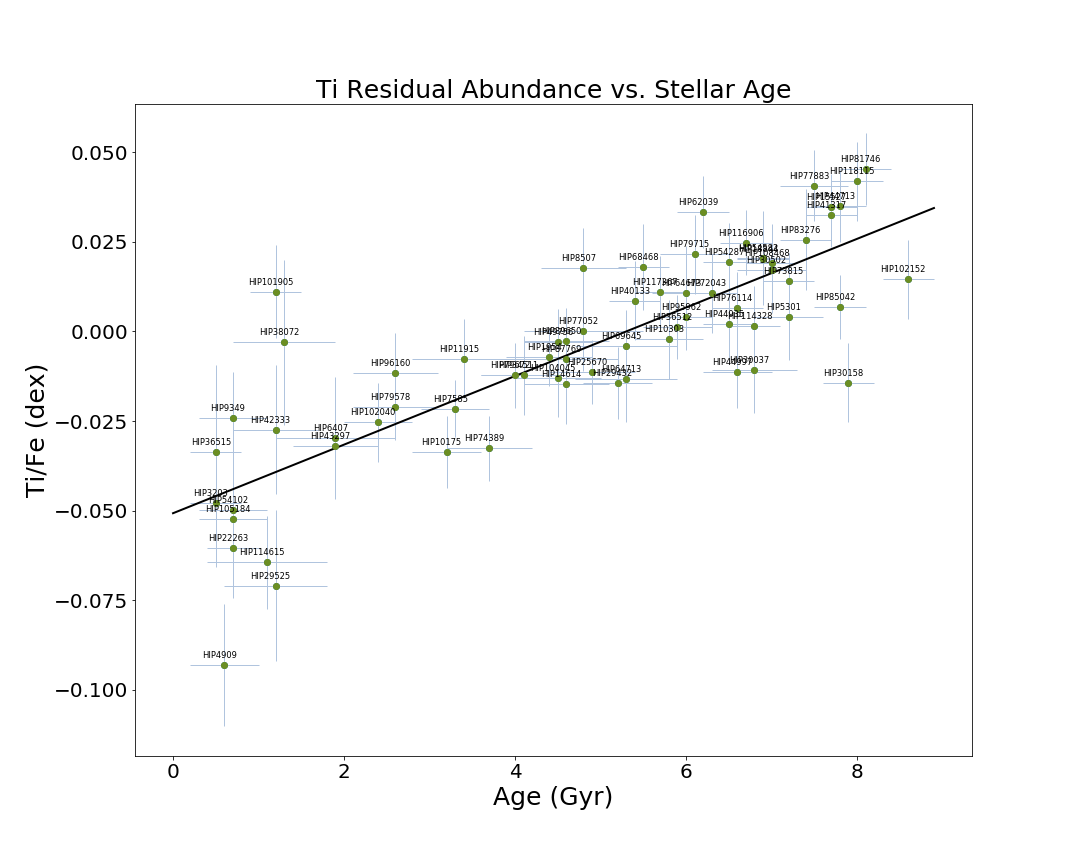 Ti Residual Abundance vs. Stellar Age
0.050
0.025
0.000
−0.025
−0.050
−0.075
−0.100
Ti/Fe (dex)
HIP81746
HIP118115
HIP77883
HIP41317
HIP62039
HIP116906
HIP83276
HIP79715
HIP54287
HIP108468
HIP30502
HIP8507
HIP68468
HIP73815
HIP102152
HIP101905
HIP40133
HIP72043
HIP76114
HIP85042
HIP5301
HIP95962
HIP36512
HIP114328
HIP10303
HIP77052
HIP69645
HIP38072
HIP11915
HIP96160
HIP25670
HIP104045
HIP14614
HIP29432
HIP64713
HIP30158
HIP79578
HIP7585
HIP102040
HIP9349
HIP42333
HIP6407
HIP43297
HIP10175
HIP74389
HIP36515
HIP3203
HIP54102
HIP105184
HIP22263
HIP114615
HIP29525
HIP4909
0 2 4 6 8
Age (Gyr)